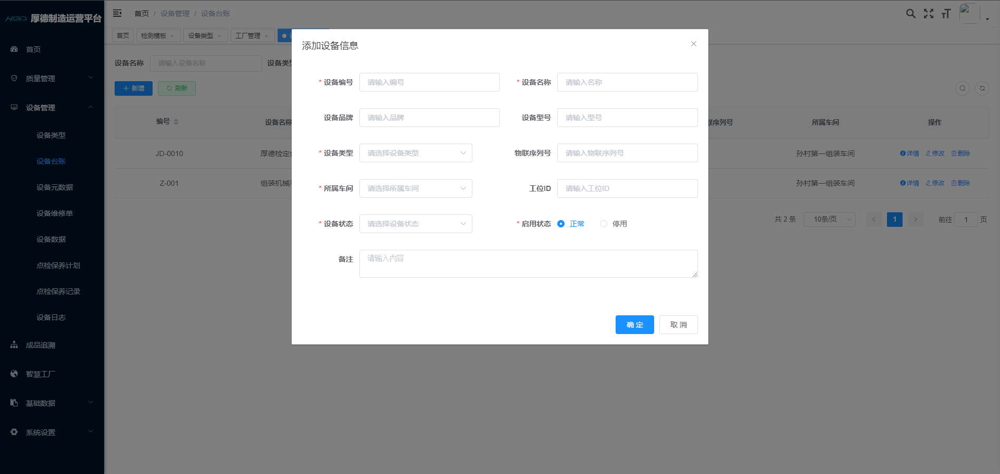 厚德制造运营平台
首页 / 设备管理 / 设备台账
首页
检测模板 ×
设备类型 ×
工厂管理 ×
首页
质量管理
设备管理
设备类型
设备台账
设备元数据
设备维修单
设备数据
点检保养计划
点检保养记录
设备日志
成品追溯
智慧工厂
基础数据
系统设置
设备名称 请输入设备名称 设备类型
新增 刷新
编号 设备名称 联序列号 所属车间 操作
JD-0010 厚德检定 孙村第一组装车间 详情 修改 删除
Z-001 组装机械 孙村第一组装车间 详情 修改 删除
共 2 条 10条/页 1 前往 1 页
添加设备信息
* 设备编号 请输入编号 * 设备名称 请输入名称
设备品牌 请输入品牌 设备型号 请输入型号
* 设备类型 请选择设备类型 物联序列号 请输入物联序列号
* 所属车间 请选择所属车间 工位ID 请输入工位ID
* 设备状态 请选择设备状态 * 启用状态 正常 停用
备注 请输入内容
确 定 取 消